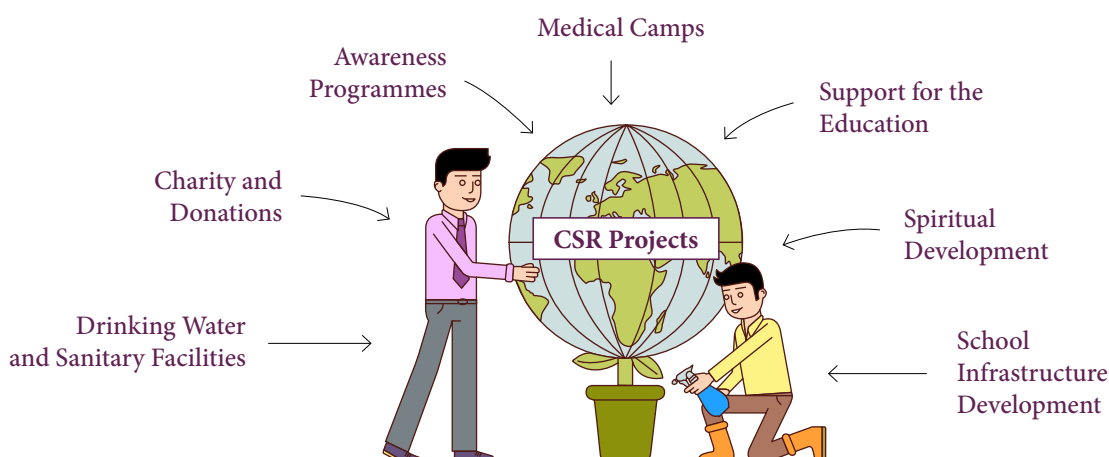 Medical Camps
Awareness
Programmes
Support for the
Education
Charity and
Donations
CSR Projects
Spiritual
Development
Drinking Water
and Sanitary Facilities
School
Infrastructure
Development